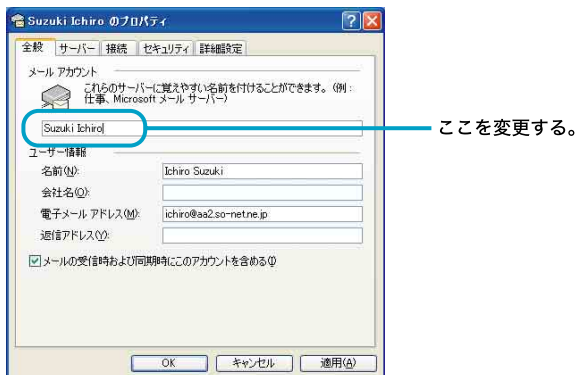 Suzuki Ichiro のプロパティ
全般 サーバー 接続 セキュリティ 詳細設定
メール アカウント
これらのサーバーに覚えやすい名前を付けることができます。(例:
仕事、Microsoft メール サーバー)
Suzuki Ichiro
ここを変更する。
ユーザー情報
名前(N): Ichiro Suzuki
会社名(O):
電子メール アドレス(M): ichiro@aa2.so-net.ne.jp
返信アドレス(Y):
メールの受信時および同期時にこのアカウントを含める(I)
OK キャンセル 適用(A)